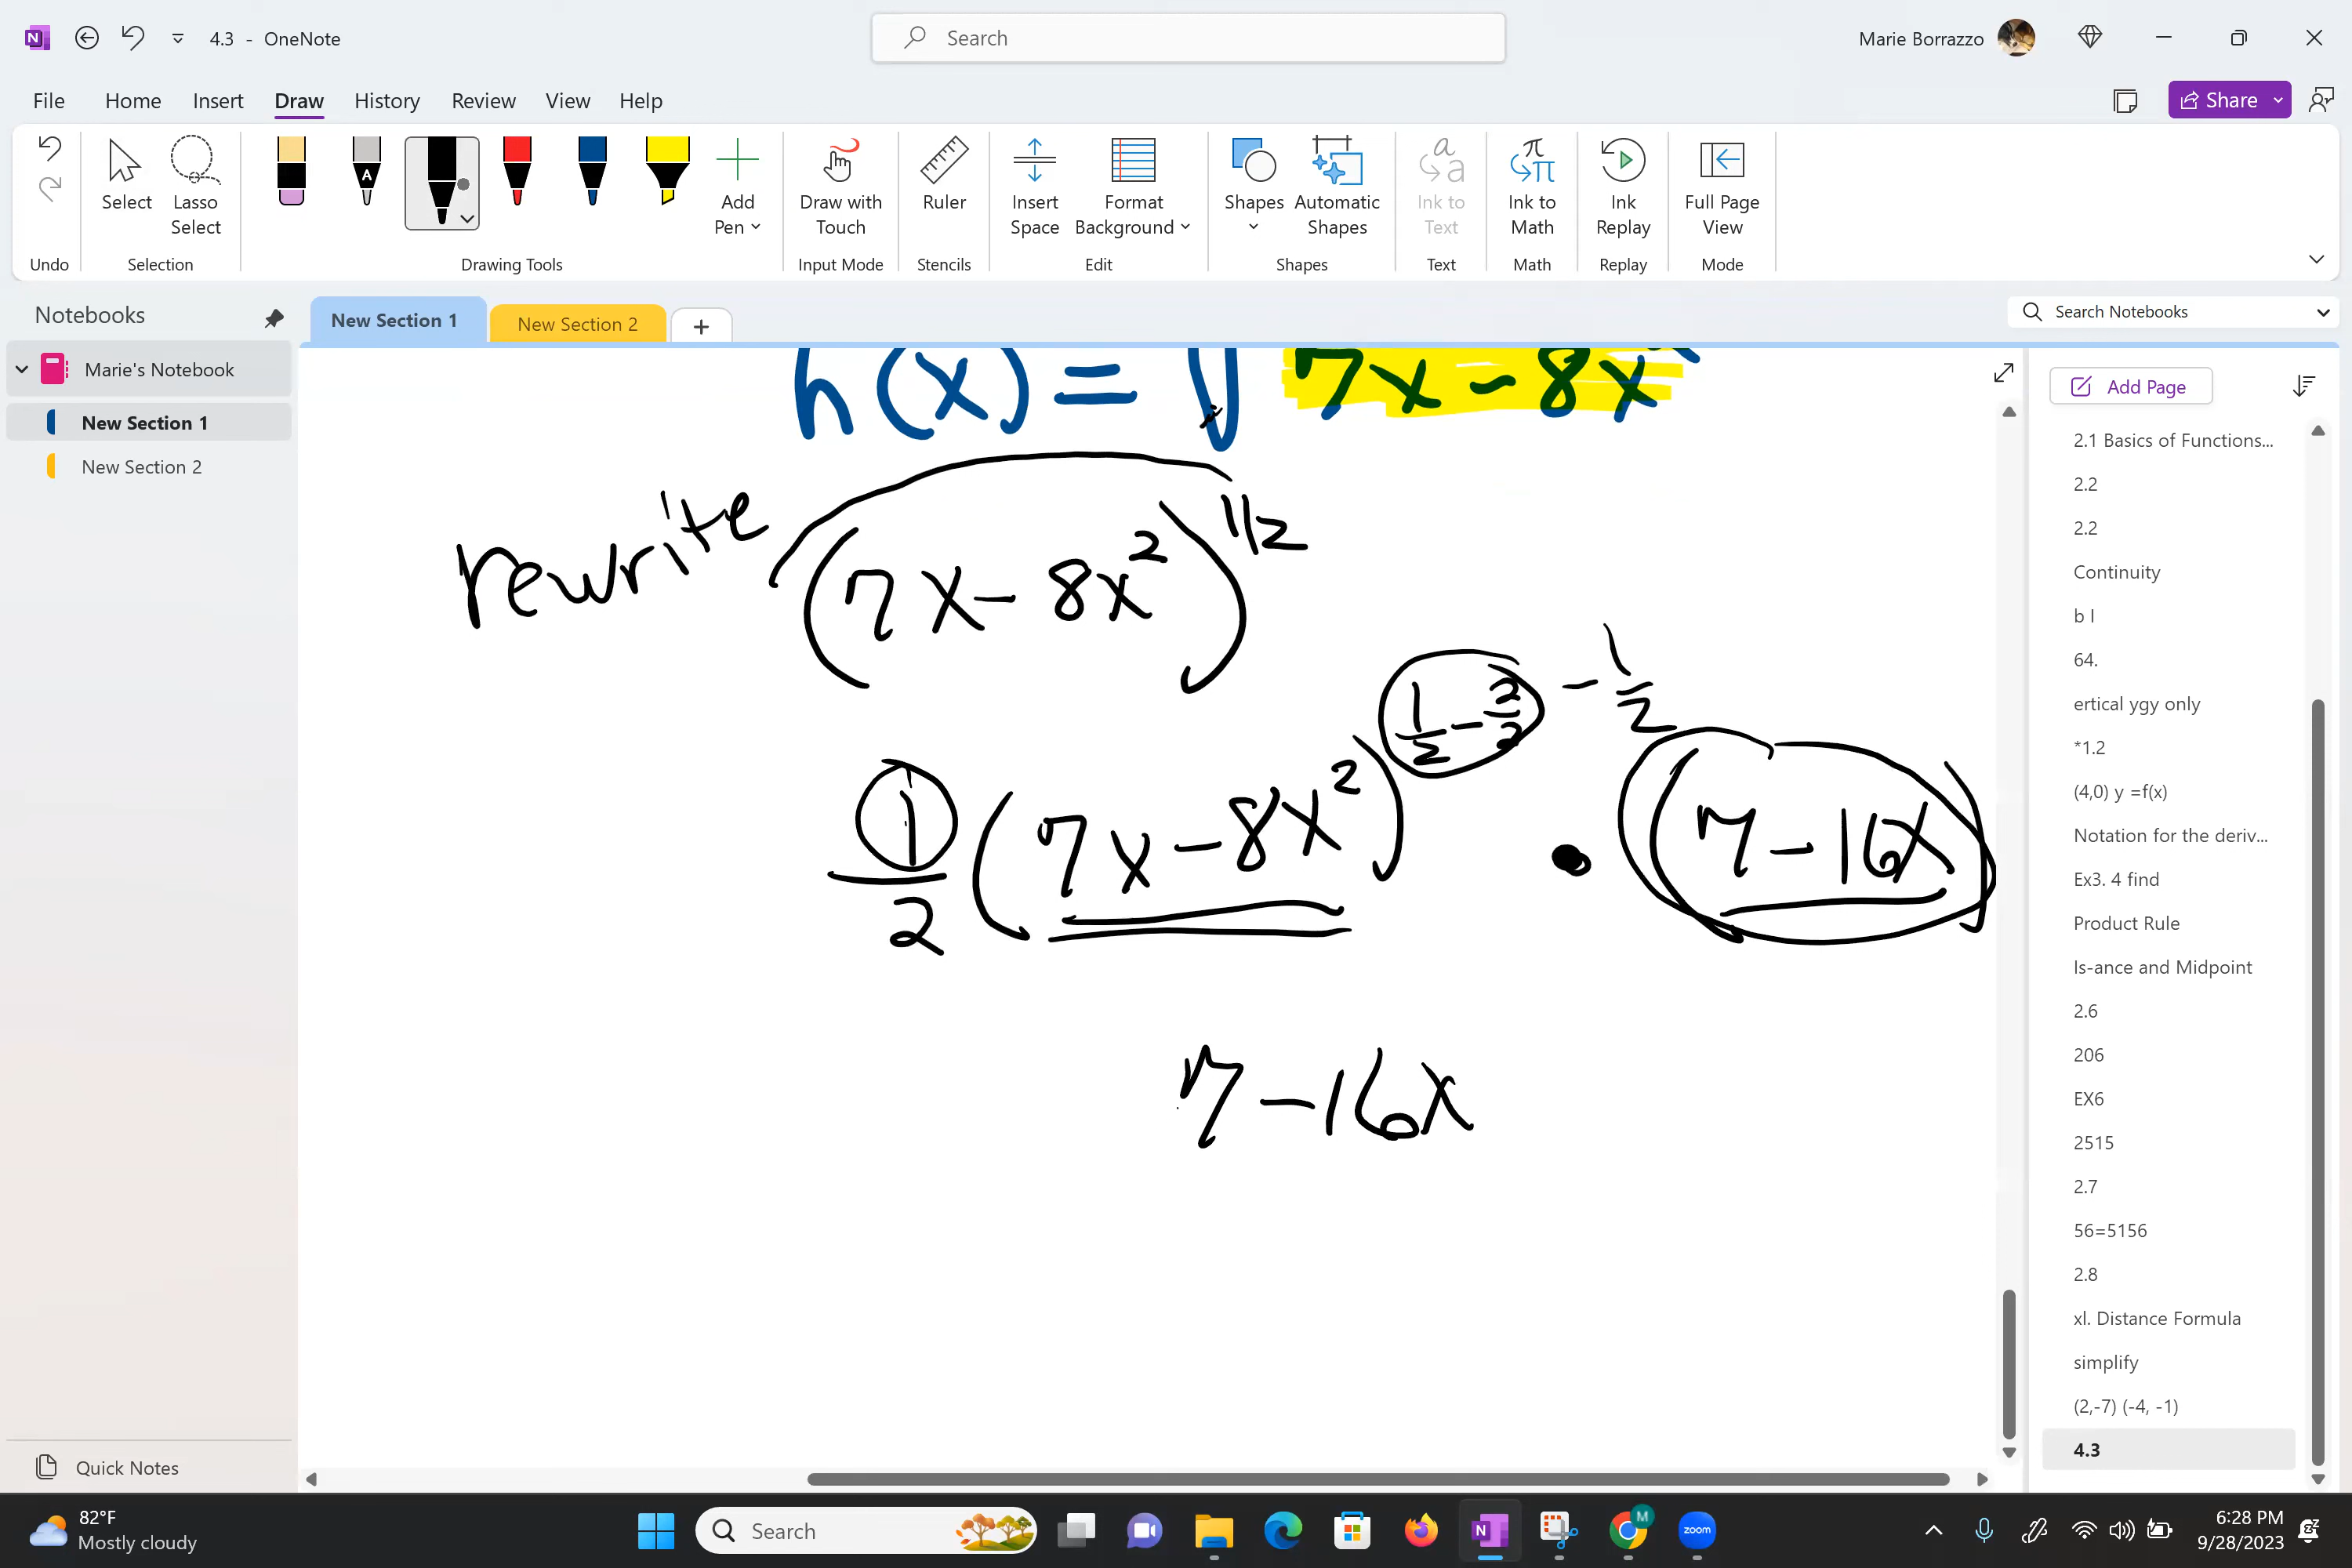 4.3 - OneNote
Search
Marie Borrazzo
File Home Insert Draw History Review View Help
Share
Select
Lasso Select
A
Add Pen
Draw with Touch
Ruler
Insert Space
Format Background
Shapes
Automatic Shapes
Ink to Text
Ink to Math
Ink Replay
Full Page View
Undo Selection Drawing Tools Input Mode Stencils Edit Shapes Text Math Replay Mode
Notebooks
New Section 1 New Section 2 +
Search Notebooks
Marie's Notebook
New Section 1
New Section 2
Quick Notes
h(x) = √ 7x - 8x²
rewrite (7x - 8x²)^1/2
1/2 (7x - 8x²)^(1/2 - 2/2) - 1/2 • (7 - 16x)
7 - 16x
Add Page
2.1 Basics of Functions...
2.2
2.2
Continuity
b I
64.
ertical ygy only
*1.2
(4,0) y =f(x)
Notation for the deriv...
Ex3. 4 find
Product Rule
Is-ance and Midpoint
2.6
206
EX6
2515
2.7
56=5156
2.8
xl. Distance Formula
simplify
(2,-7) (-4, -1)
4.3
82°F
Mostly cloudy
Search
M
zoom
6:28 PM
9/28/2023